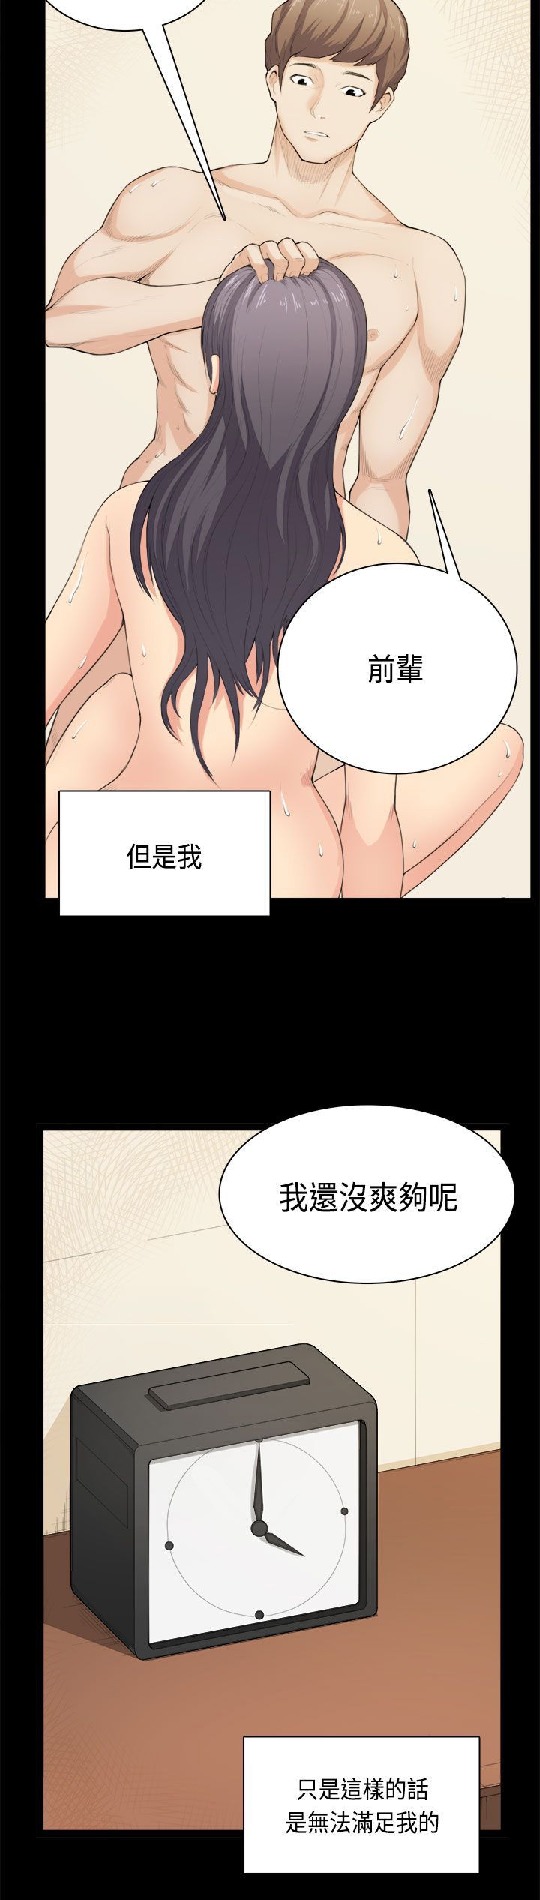 前輩
但是我
我還沒爽夠呢
只是這樣的話
是無法滿足我的